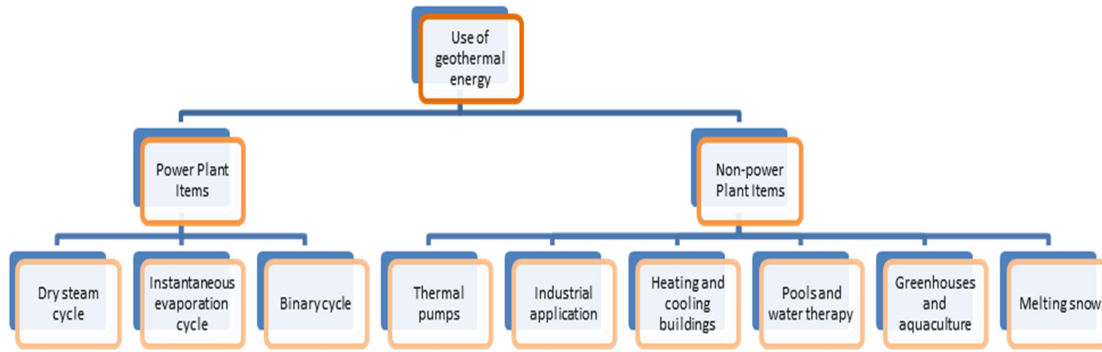 Use of
geothermal
energy
Power Plant
Items
Non-power
Plant Items
Dry steam
cycle
Instantaneous
evaporation
cycle
Binary cycle
Thermal
pumps
Industrial
application
Heating and
cooling
buildings
Pools and
water therapy
Greenhouses
and
aquaculture
Melting snow